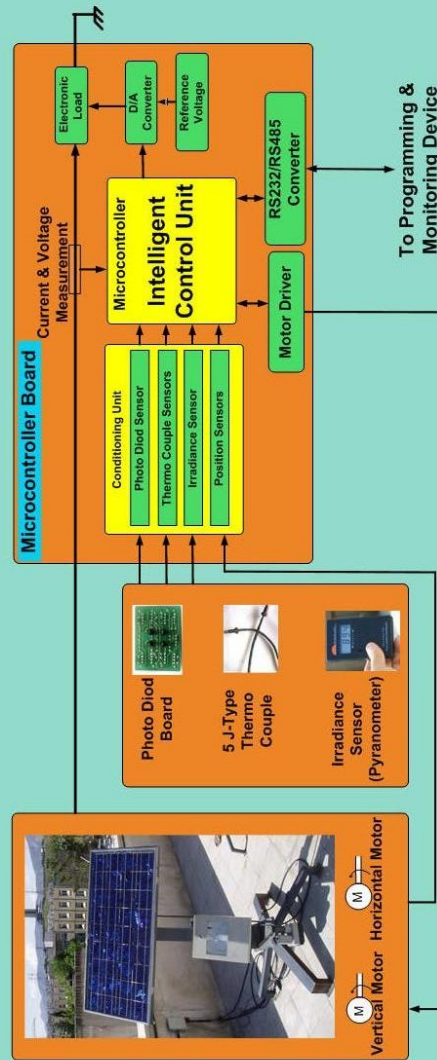 Microcontroller Board
Current & Voltage
Measurement
Electronic
Load
D/A
Converter
Reference
Voltage
Conditioning Unit
Photo Diod Sensor
Thermo Couple Sensors
Irradiance Sensor
Position Sensors
Microcontroller
Intelligent
Control Unit
Motor Driver
RS232/RS485
Converter
To Programming &
Monitoring Device
Photo Diod
Board
5 J-Type
Thermo
Couple
Irradiance
Sensor
(Pyranometer)
M
M
Vertical Motor
Horizontal Motor